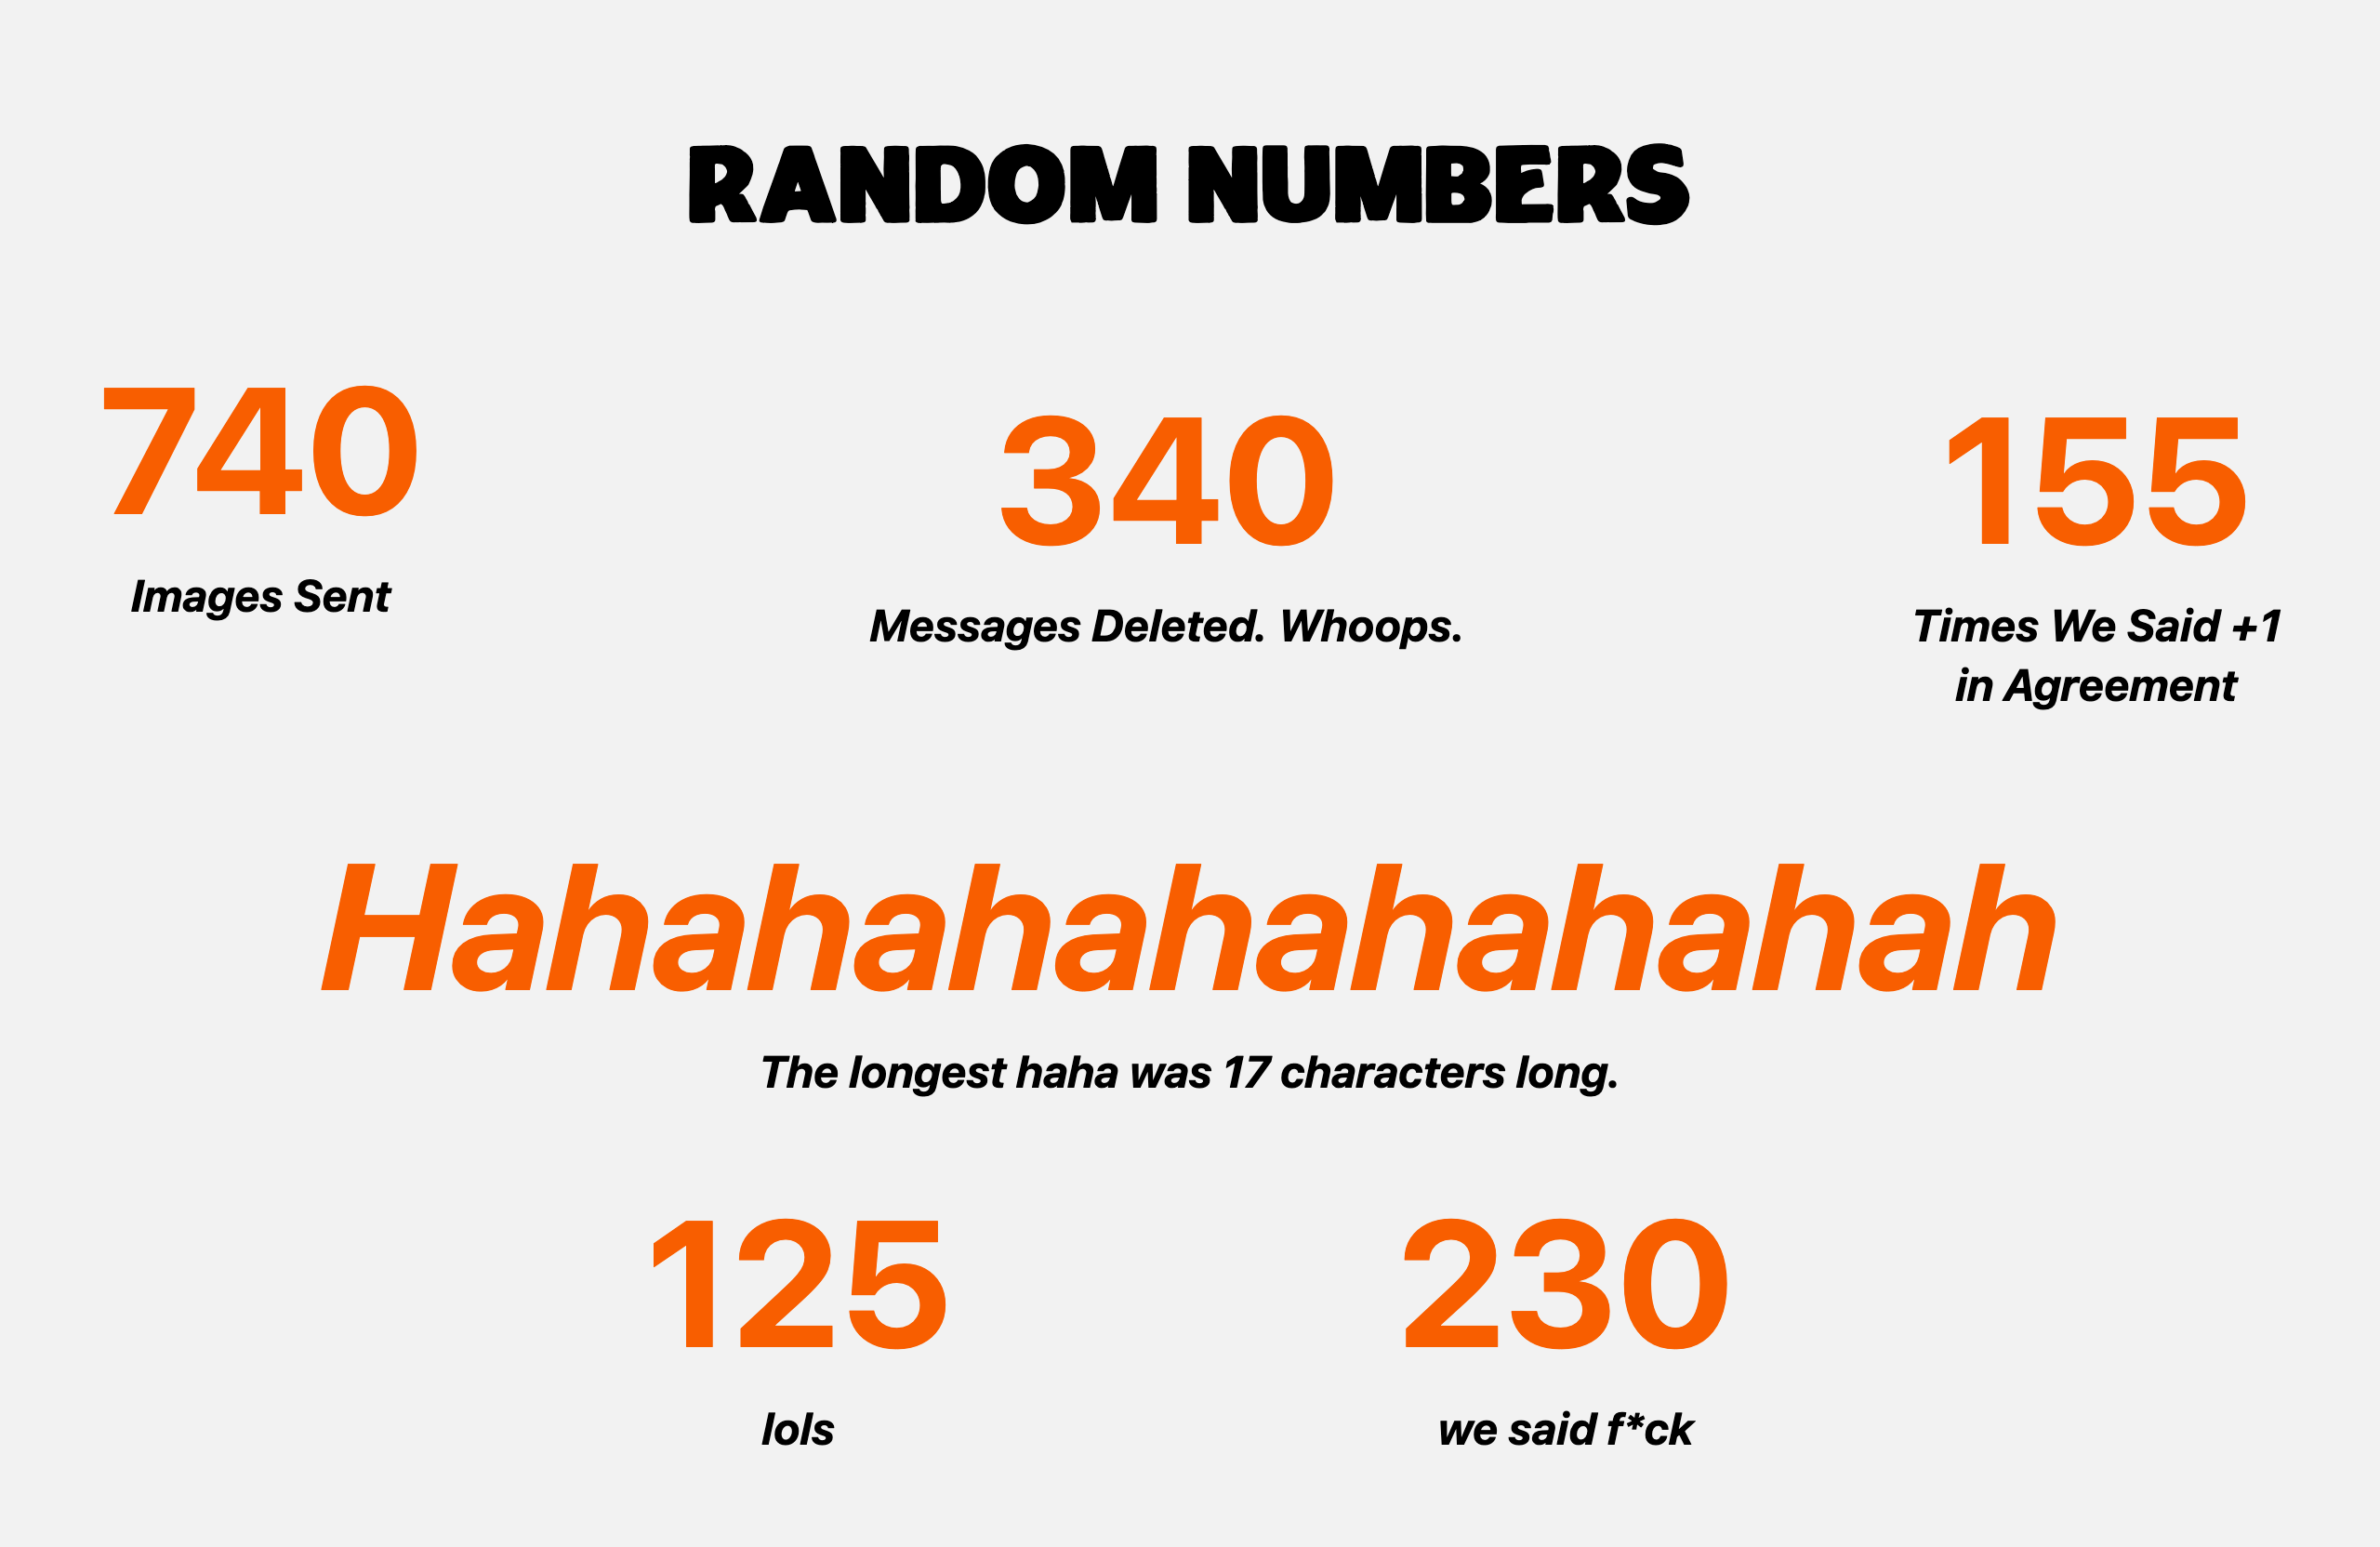 RANDOM NUMBERS
740
Images Sent
340
Messages Deleted. Whoops.
155
Times We Said +1
in Agreement
Hahahahahahahahah
The longest haha was 17 characters long.
125
lols
230
we said f*ck